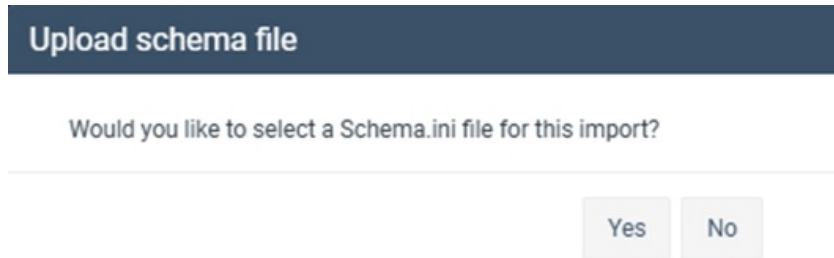 Upload schema file
Would you like to select a Schema.ini file for this import?
Yes No